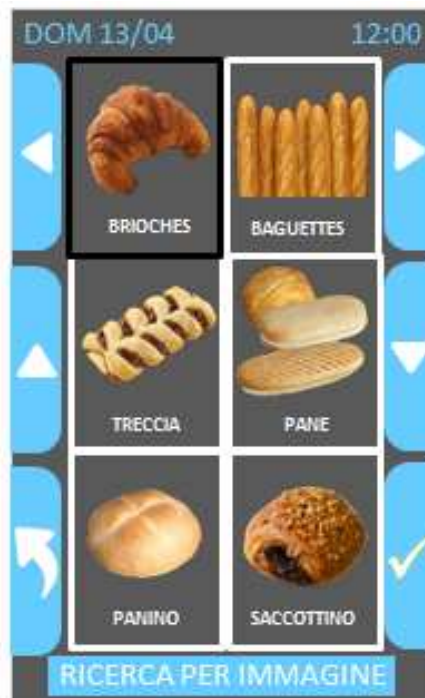 DOM 13/04 12:00
BRIOCHES BAGUETTES
TRECCIA PANE
PANINO SACCOTTINO
RICERCA PER IMMAGINE